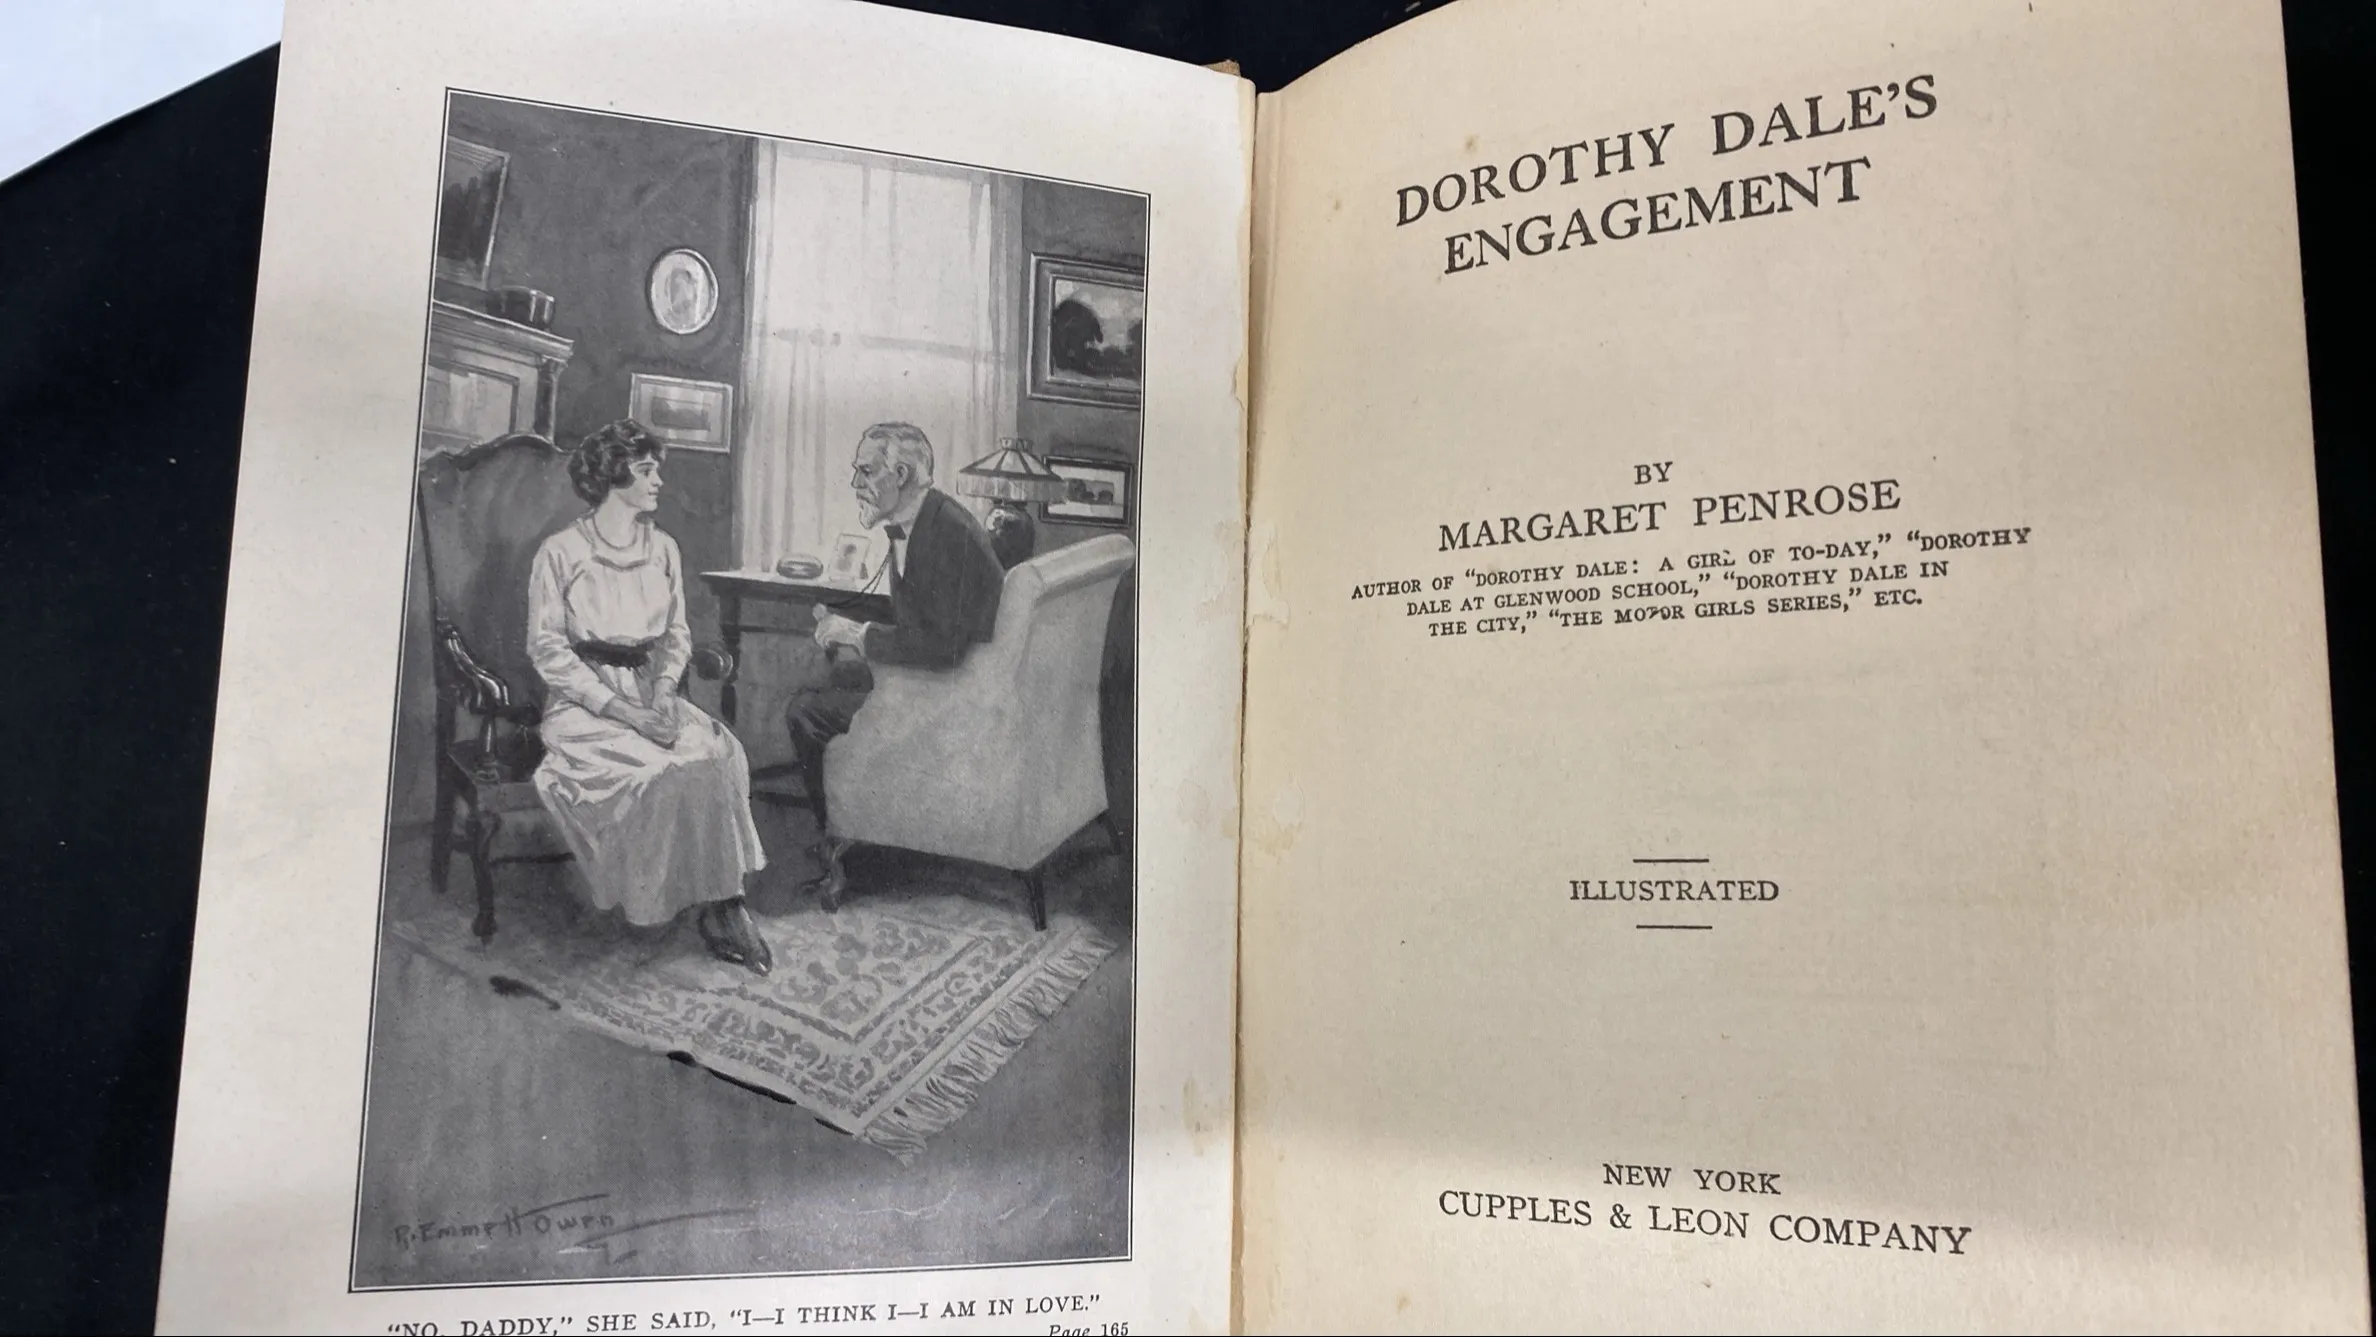 R. Emmett Owen
"NO, DADDY," SHE SAID, "I—I THINK I—I AM IN LOVE."
Page 165
DOROTHY DALE'S
ENGAGEMENT
BY
MARGARET PENROSE
AUTHOR OF "DOROTHY DALE: A GIRL OF TO-DAY," "DOROTHY
DALE AT GLENWOOD SCHOOL," "DOROTHY DALE IN
THE CITY," "THE MOTOR GIRLS SERIES," ETC.
ILLUSTRATED
NEW YORK
CUPPLES & LEON COMPANY